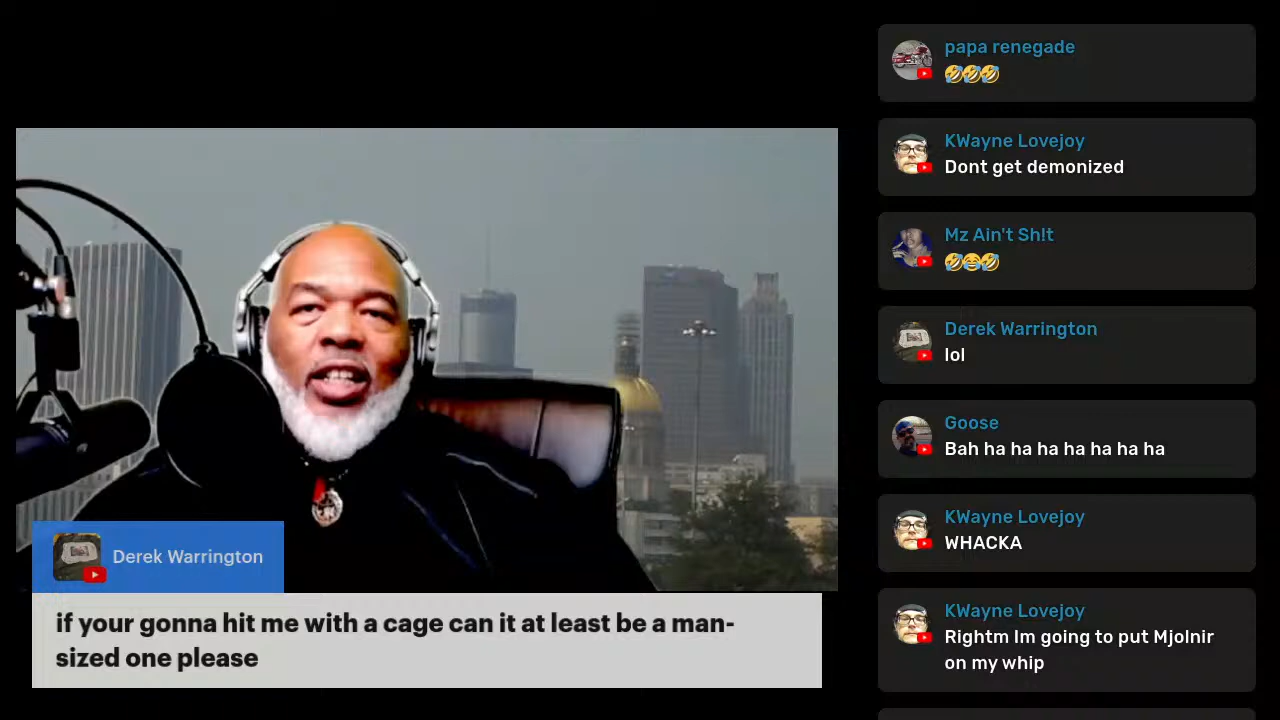 papa renegade
🤣🤣🤣
KWayne Lovejoy
Dont get demonized
Mz Ain't Sh!t
🤣😂🤣
Derek Warrington
lol
Goose
Bah ha ha ha ha ha ha ha
KWayne Lovejoy
WHACKA
KWayne Lovejoy
Rightm Im going to put Mjolnir
on my whip
Derek Warrington
if your gonna hit me with a cage can it at least be a man-
sized one please